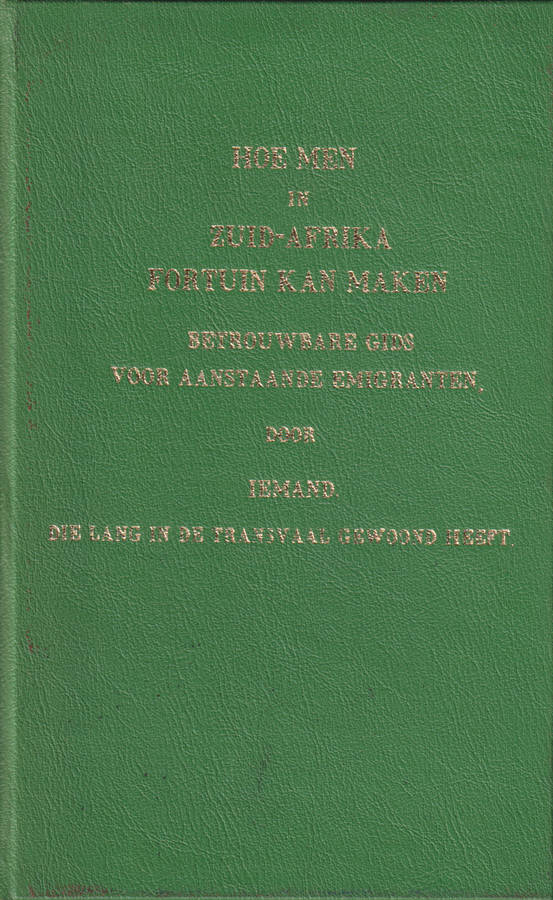 HOE MEN
IN
ZUID-AFRIKA
FORTUIN KAN MAKEN
BETROUWBARE GIDS
VOOR AANSTAANDE EMIGRANTEN,
DOOR
IEMAND.
DIE LANG IN DE TRANSVAAL GEWOOND HEEFT.